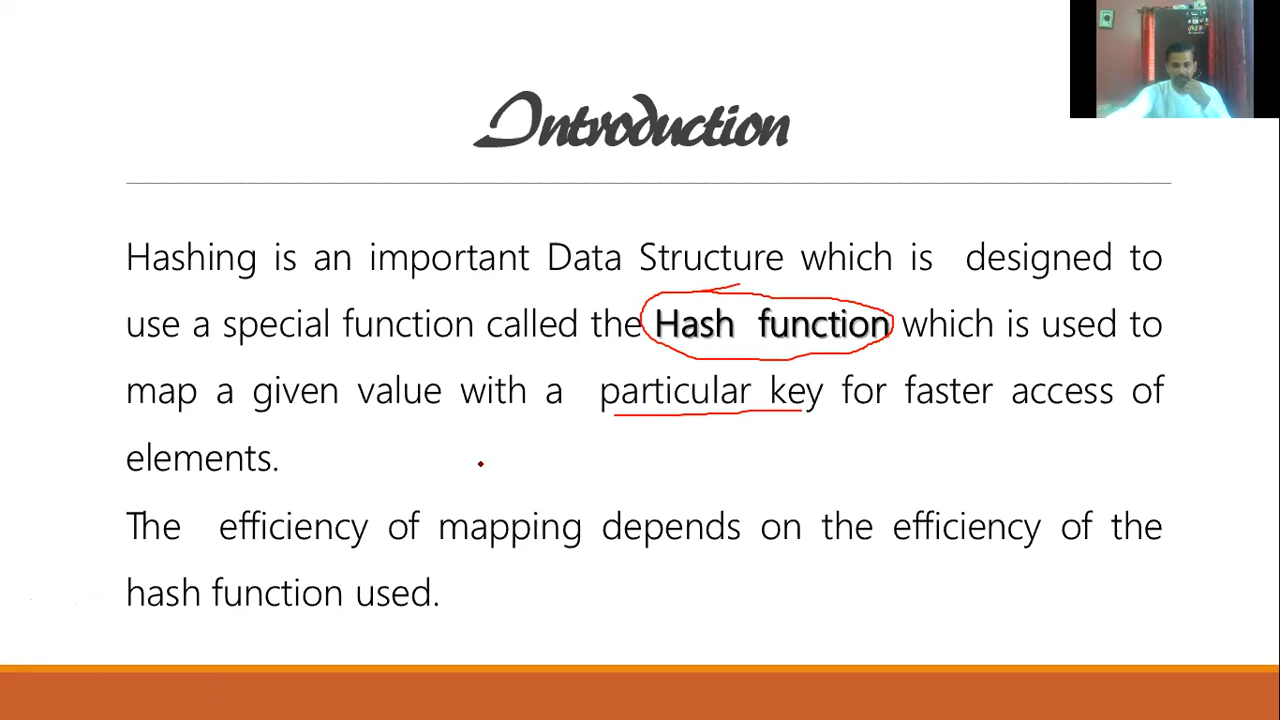 Introduction
Hashing is an important Data Structure which is designed to
use a special function called the Hash function which is used to
map a given value with a particular key for faster access of
elements.
The efficiency of mapping depends on the efficiency of the
hash function used.